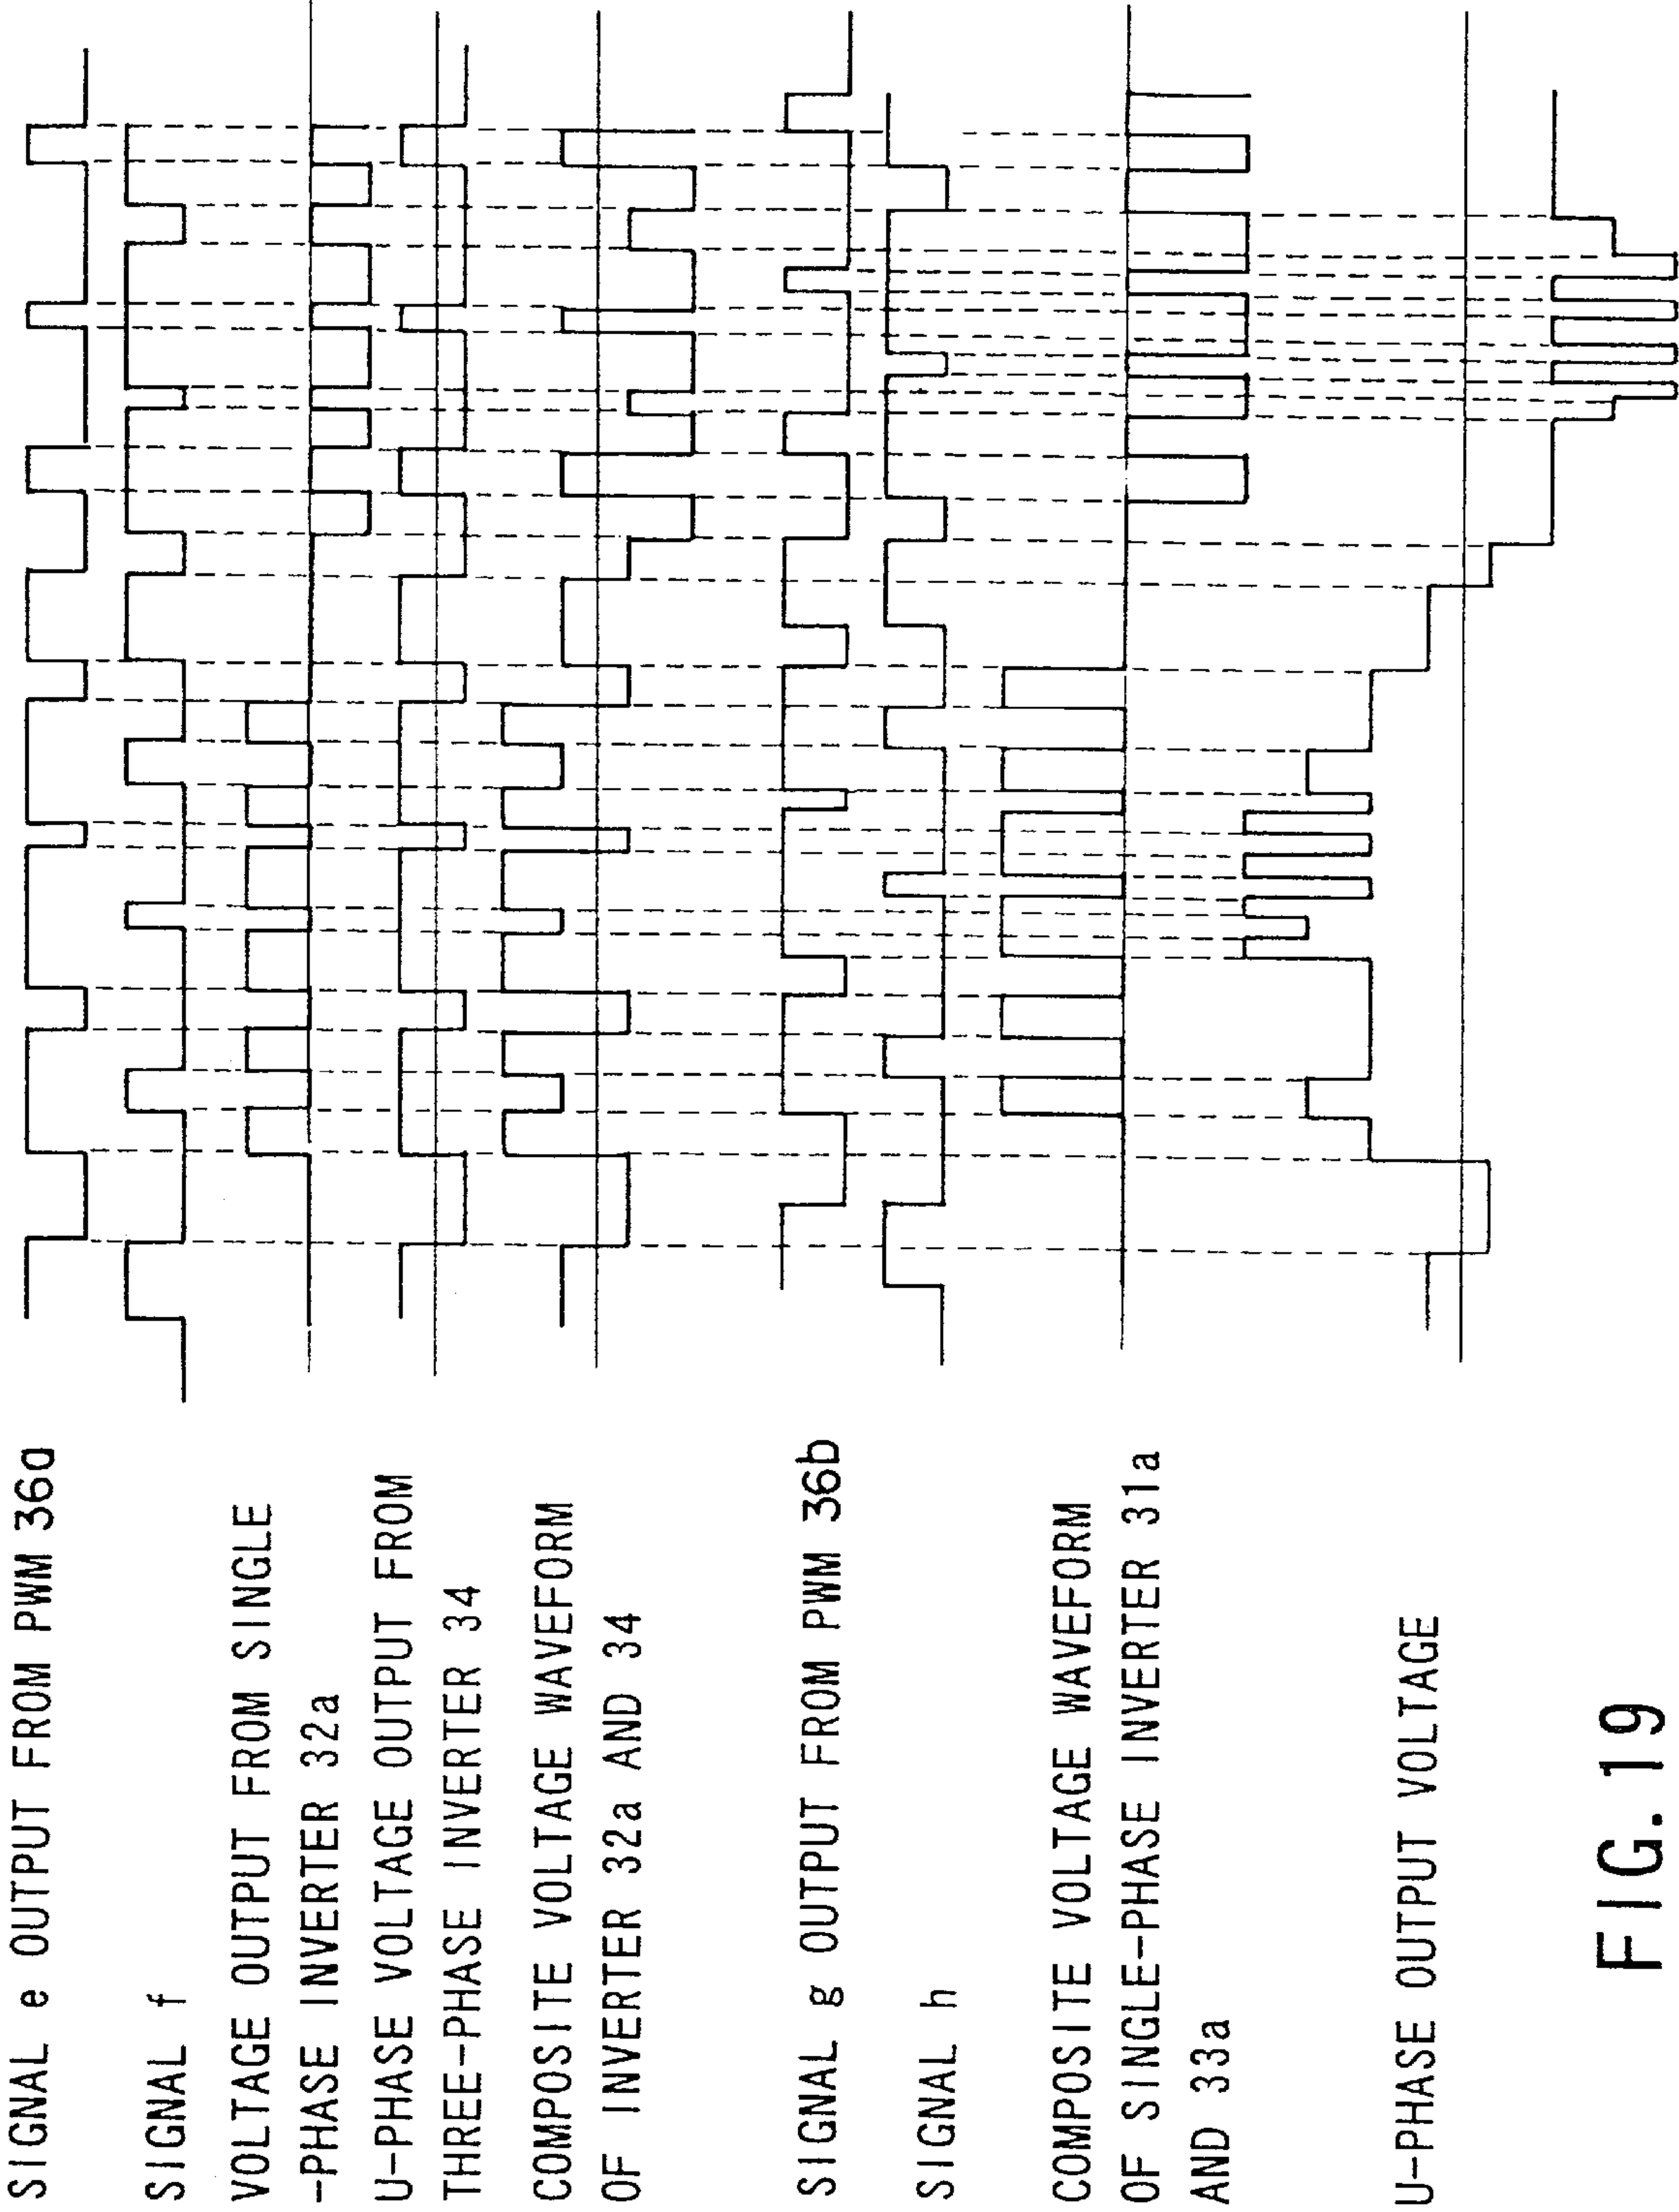 SIGNAL e OUTPUT FROM PWM 36a
SIGNAL f
VOLTAGE OUTPUT FROM SINGLE
-PHASE INVERTER 32a
U-PHASE VOLTAGE OUTPUT FROM
THREE-PHASE INVERTER 34
COMPOSITE VOLTAGE WAVEFORM
OF INVERTER 32a AND 34
SIGNAL g OUTPUT FROM PWM 36b
SIGNAL h
COMPOSITE VOLTAGE WAVEFORM
OF SINGLE-PHASE INVERTER 31a
AND 33a
U-PHASE OUTPUT VOLTAGE
FIG. 19